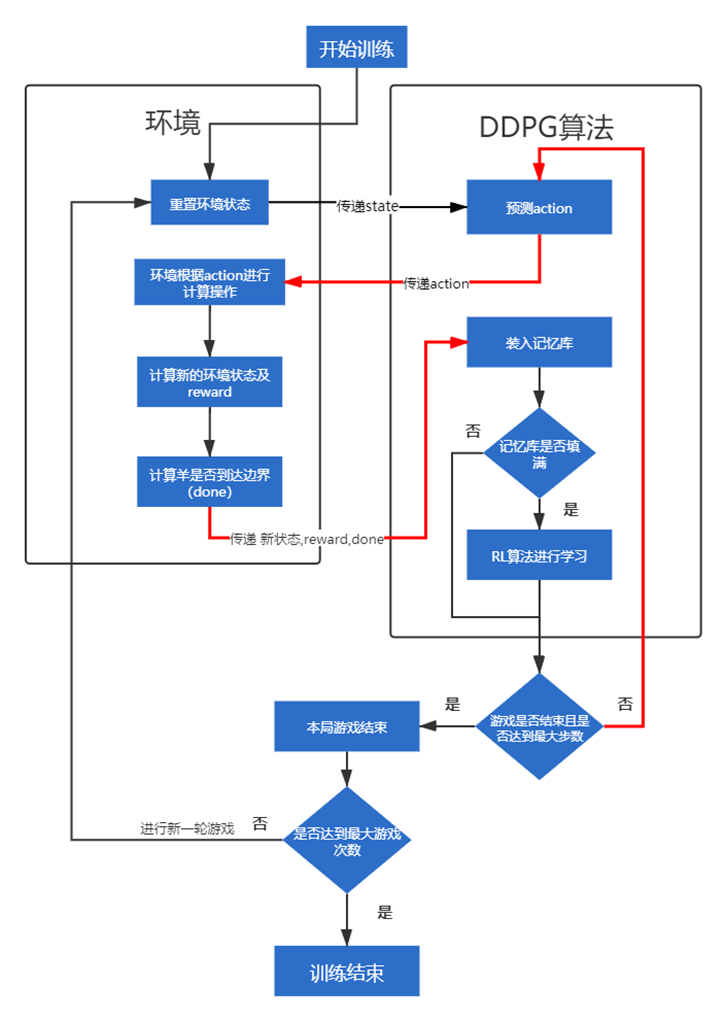 开始训练
环境
DDPG算法
重置环境状态
传递state
预测action
环境根据action进行
计算操作
传递action
装入记忆库
计算新的环境状态及
reward
否
记忆库是否填
满
计算羊是否到达边界
（done）
是
传递 新状态,reward,done
RL算法进行学习
是
否
本局游戏结束
游戏是否结束且是
否达到最大步数
进行新一轮游戏
否
是否达到最大游戏
次数
是
训练结束